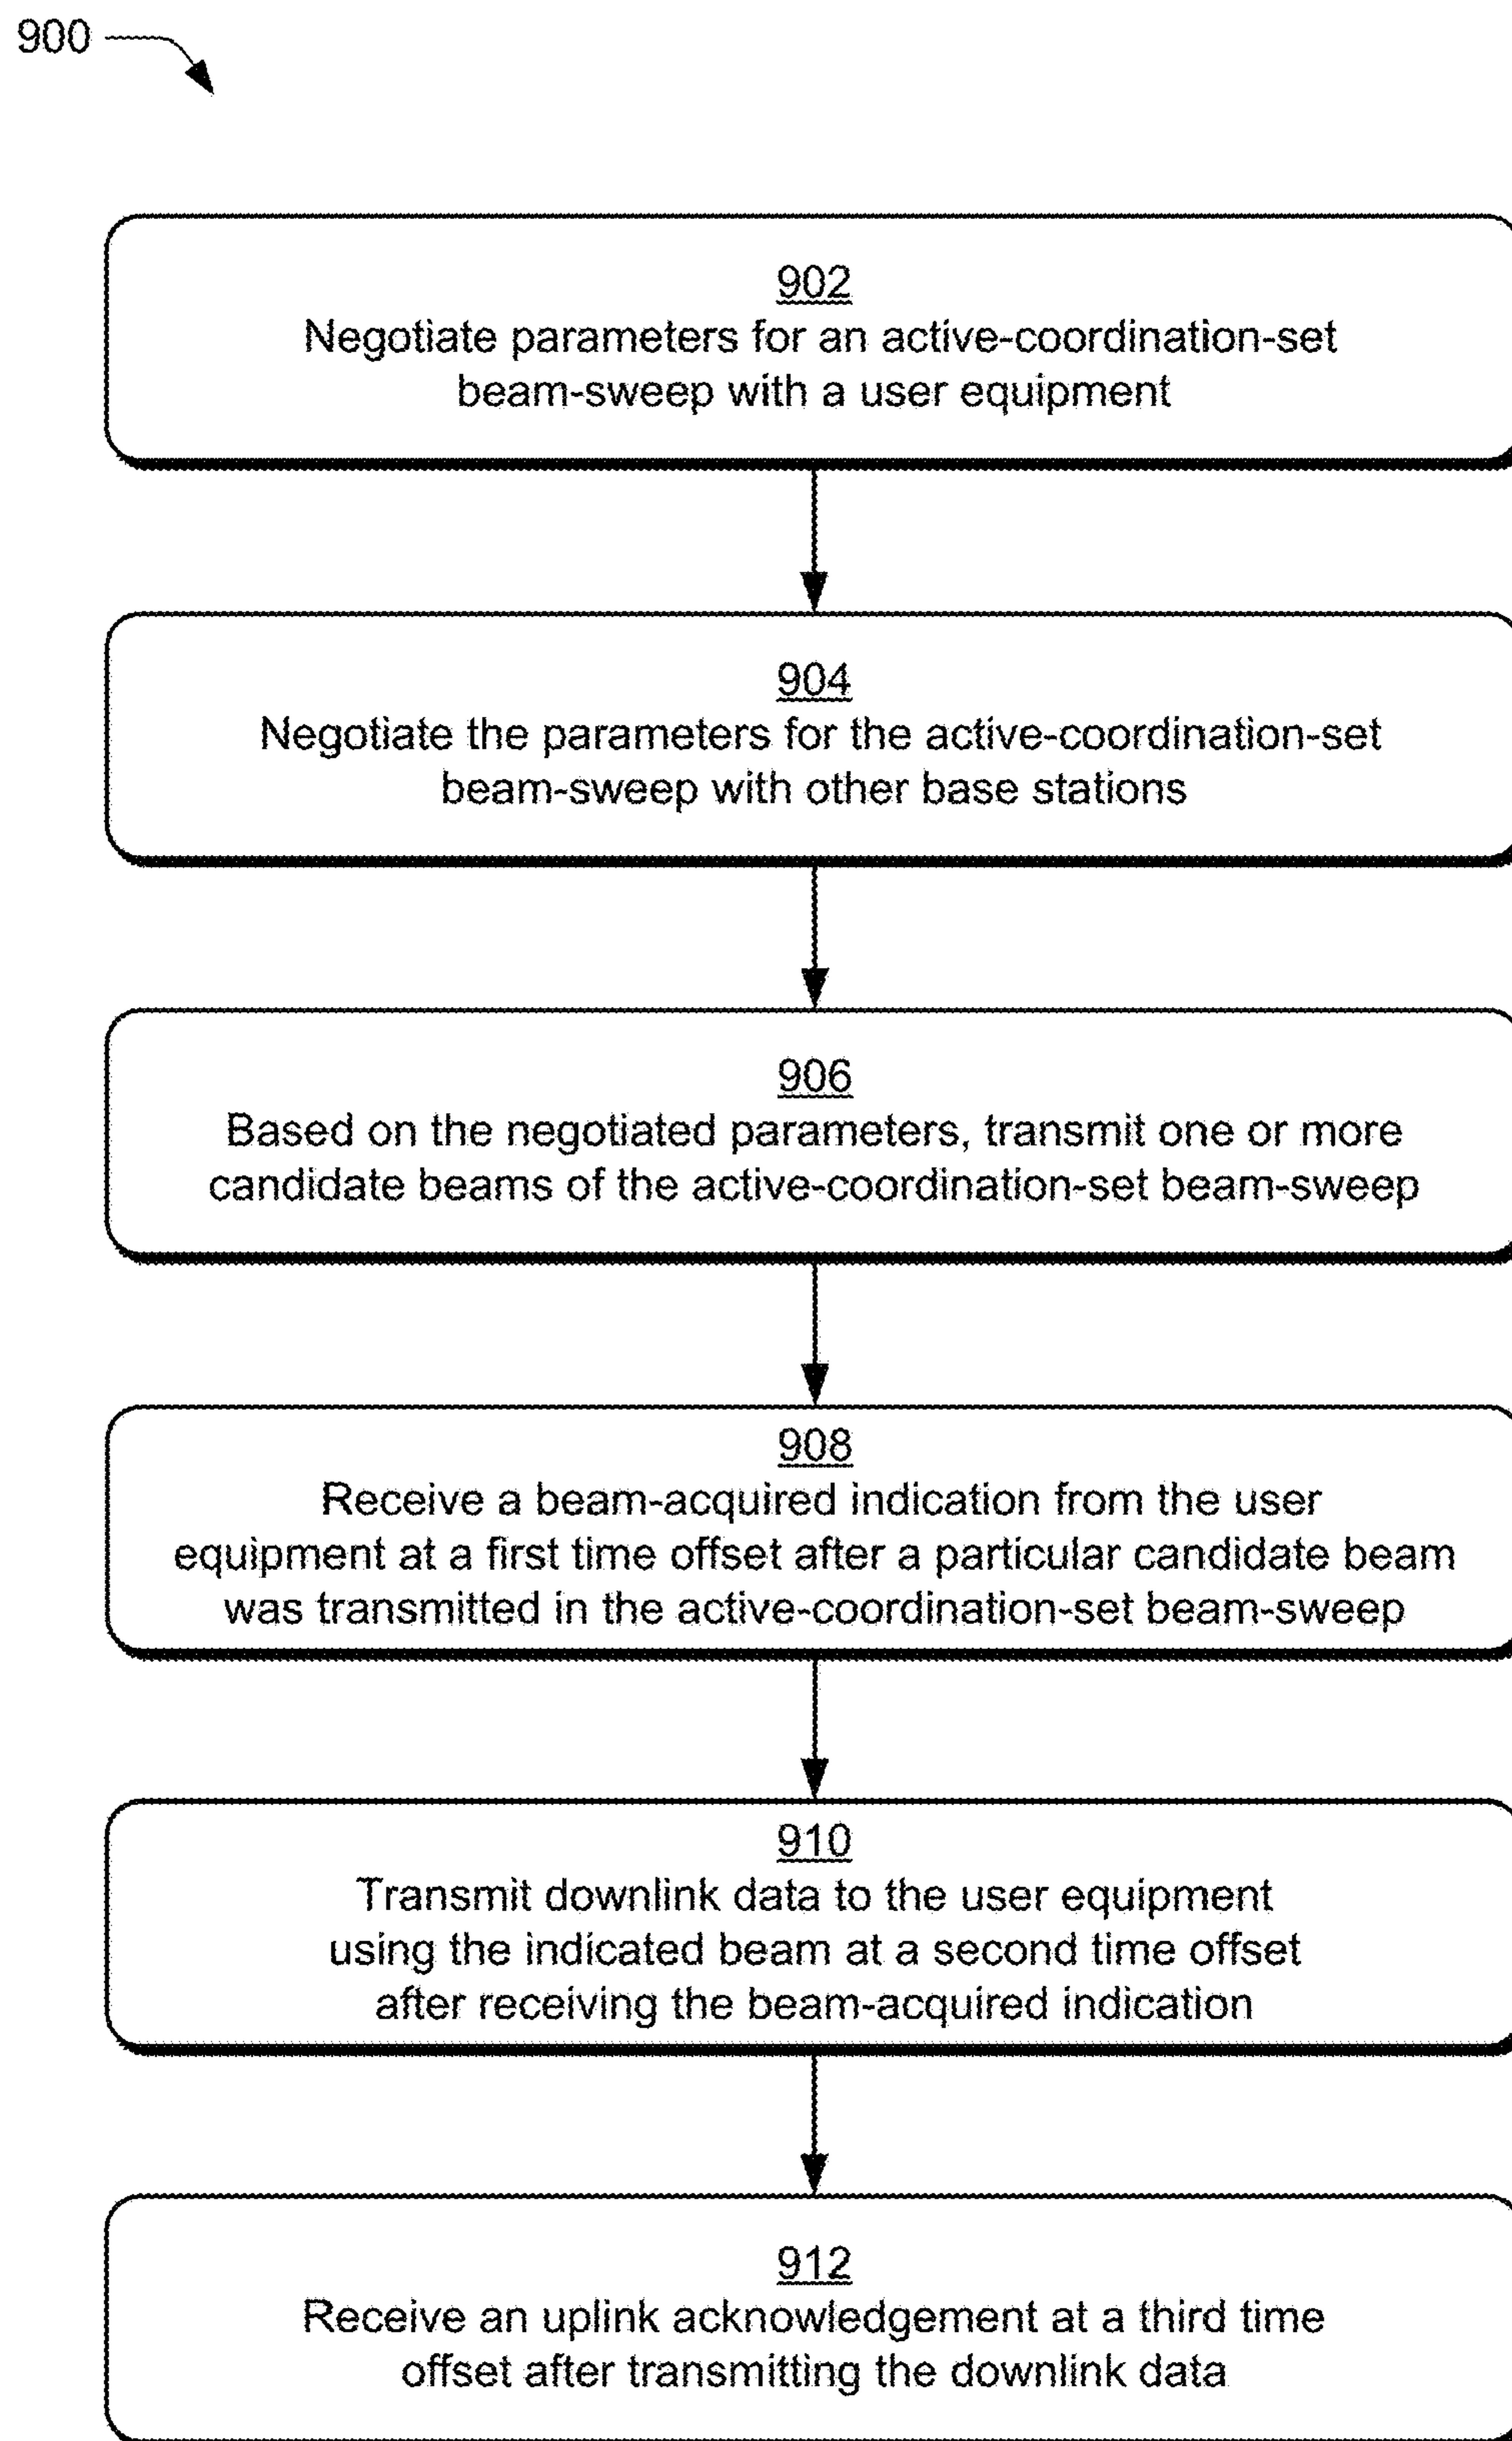 900
902
Negotiate parameters for an active-coordination-set
beam-sweep with a user equipment
904
Negotiate the parameters for the active-coordination-set
beam-sweep with other base stations
906
Based on the negotiated parameters, transmit one or more
candidate beams of the active-coordination-set beam-sweep
908
Receive a beam-acquired indication from the user
equipment at a first time offset after a particular candidate beam
was transmitted in the active-coordination-set beam-sweep
910
Transmit downlink data to the user equipment
using the indicated beam at a second time offset
after receiving the beam-acquired indication
912
Receive an uplink acknowledgement at a third time
offset after transmitting the downlink data